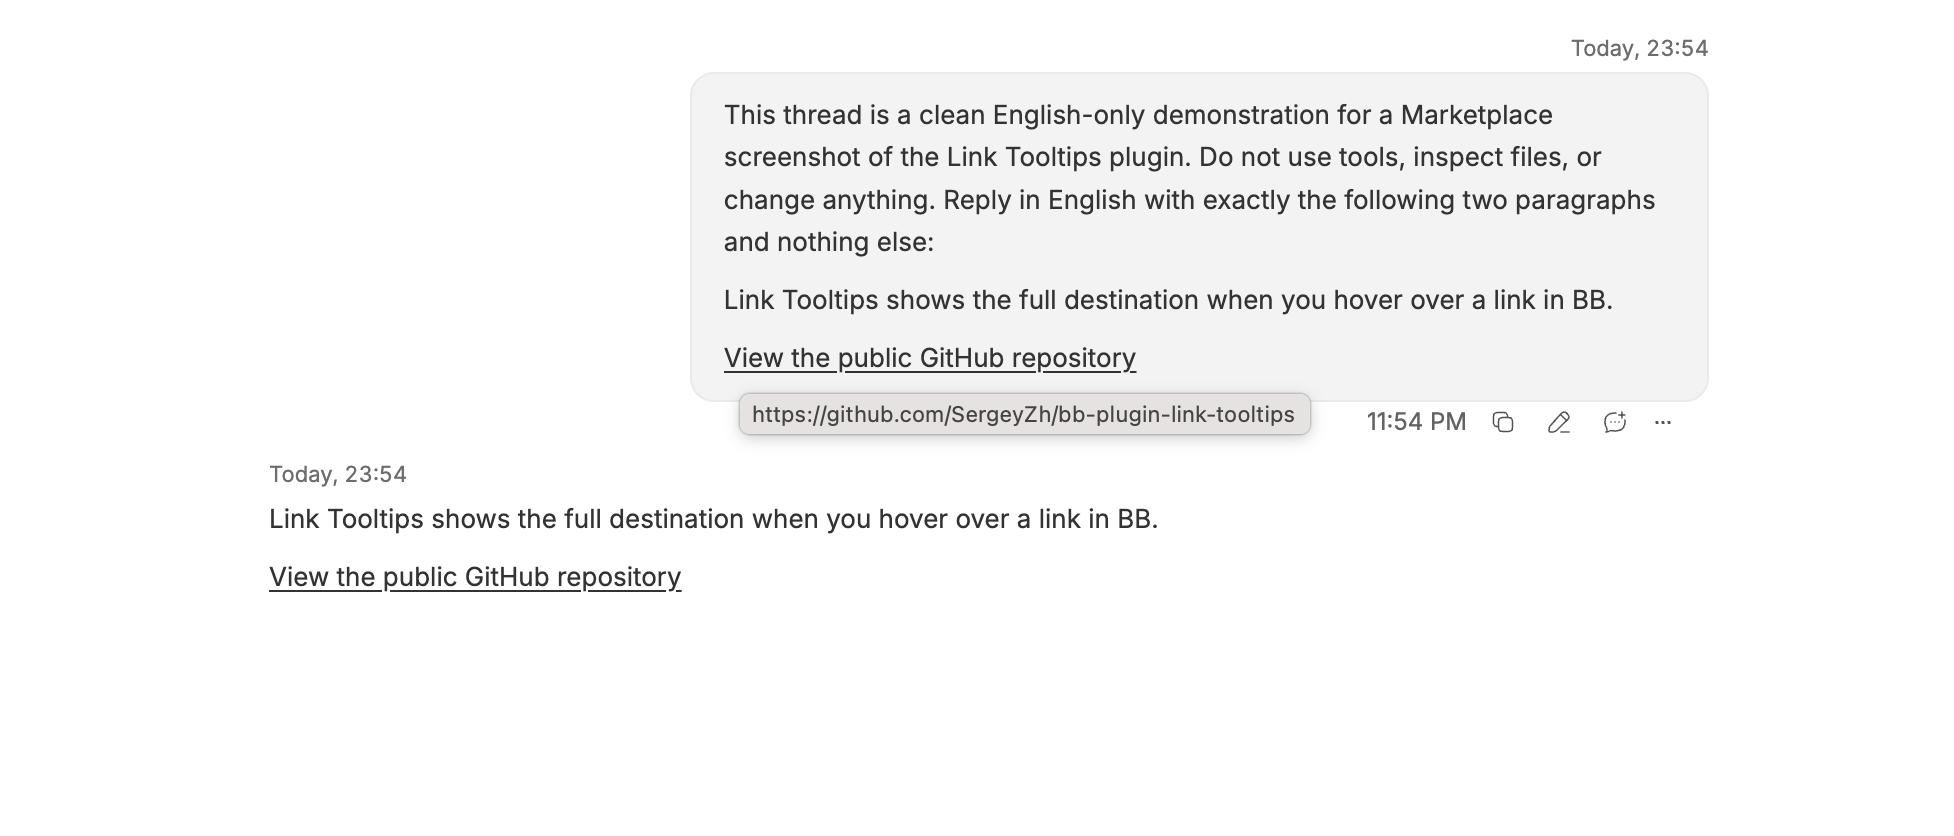 Today, 23:54
This thread is a clean English-only demonstration for a Marketplace
screenshot of the Link Tooltips plugin. Do not use tools, inspect files, or
change anything. Reply in English with exactly the following two paragraphs
and nothing else:
Link Tooltips shows the full destination when you hover over a link in BB.
View the public GitHub repository
https://github.com/SergeyZh/bb-plugin-link-tooltips
11:54 PM
Today, 23:54
Link Tooltips shows the full destination when you hover over a link in BB.
View the public GitHub repository